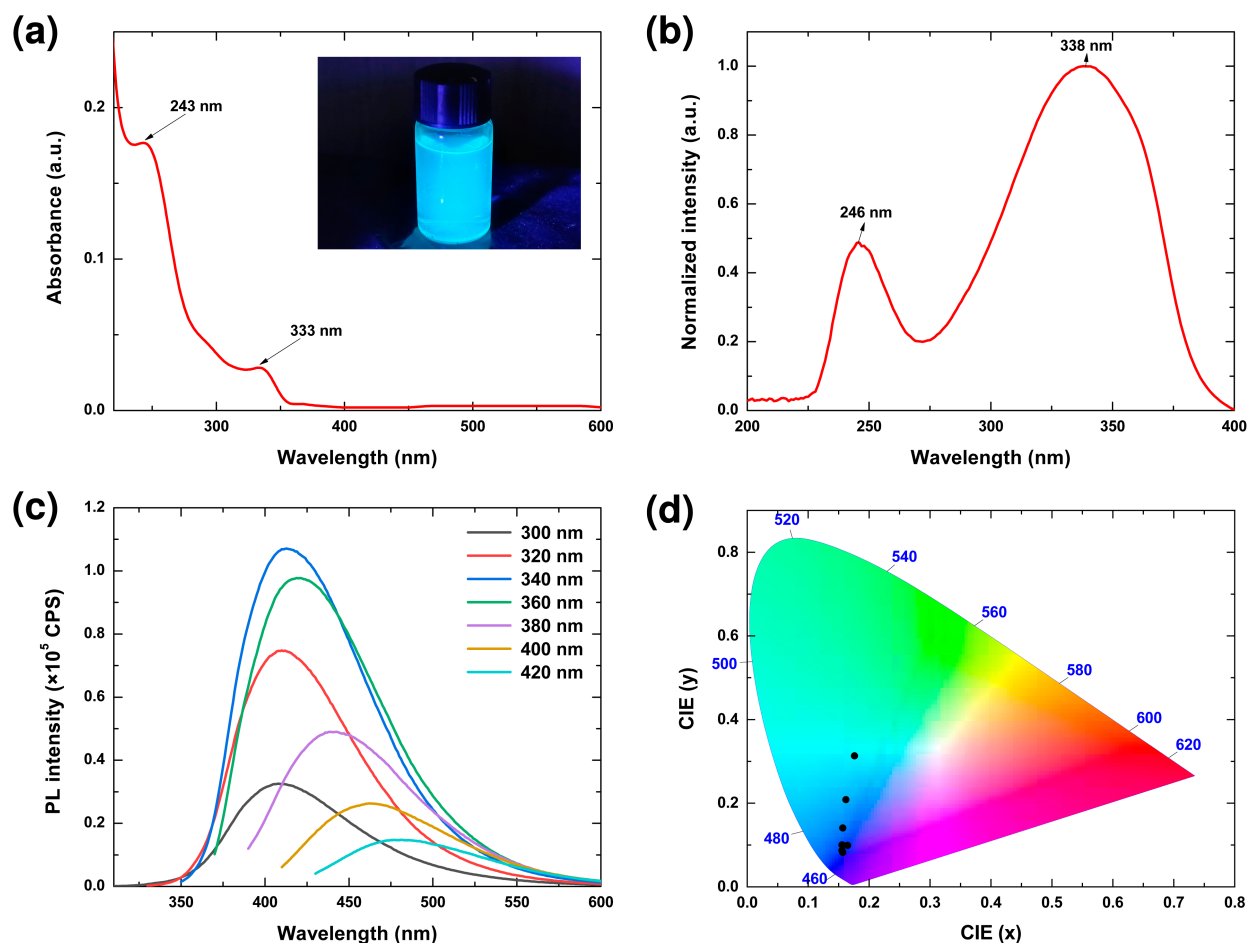 (a)
Absorbance (a.u.)
0.2
0.1
0.0
243 nm
333 nm
300
400
500
600
Wavelength (nm)
(b)
Normalized intensity (a.u.)
1.0
0.8
0.6
0.4
0.2
0.0
246 nm
338 nm
200
250
300
350
400
Wavelength (nm)
(c)
PL intensity (×10⁵ CPS)
1.2
1.0
0.8
0.6
0.4
0.2
0.0
300 nm
320 nm
340 nm
360 nm
380 nm
400 nm
420 nm
350
400
450
500
550
600
Wavelength (nm)
(d)
CIE (y)
0.8
0.6
0.4
0.2
0.0
520
540
560
500
580
600
620
480
460
0.0
0.1
0.2
0.3
0.4
0.5
0.6
0.7
0.8
CIE (x)